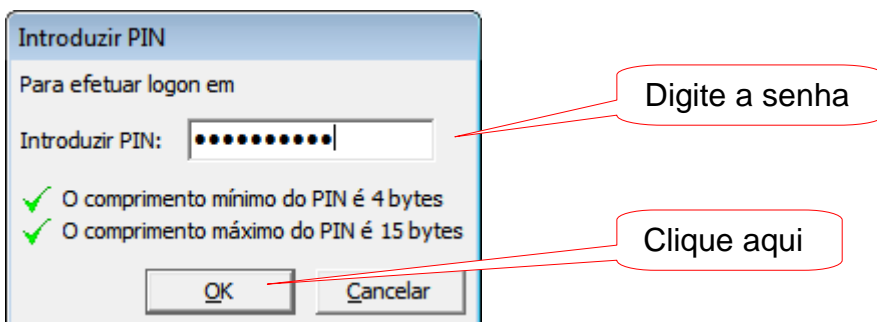 Introduzir PIN
Para efetuar logon em
Digite a senha
Introduzir PIN: ••••••••••
O comprimento mínimo do PIN é 4 bytes
O comprimento máximo do PIN é 15 bytes
Clique aqui
OK Cancelar